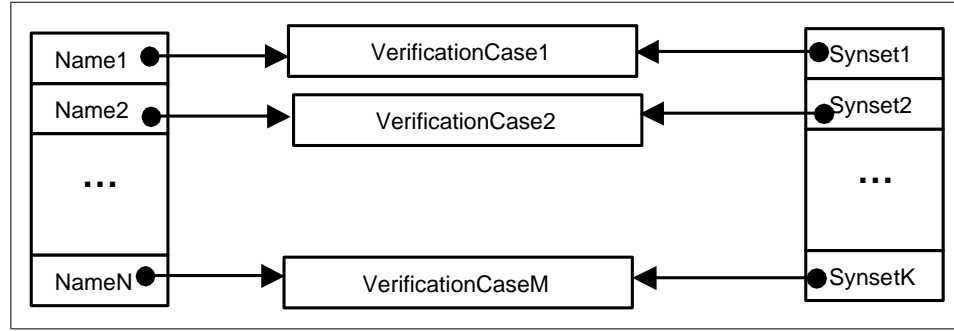 Name1 VerificationCase1 Synset1
Name2 VerificationCase2 Synset2
... ...
NameN VerificationCaseM SynsetK